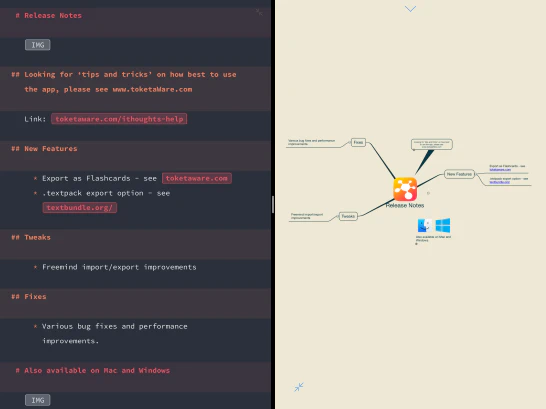 # Release Notes
IMG
## Looking for ‘tips and tricks’ on how best to use
the app, please see www.toketaWare.com
Link: toketaware.com/ithoughts-help
## New Features
* Export as Flashcards - see toketaware.com
* .textpack export option - see
textbundle.org/
## Tweaks
* Freemind import/export improvements
## Fixes
* Various bug fixes and performance
improvements.
# Also available on Mac and Windows
IMG
Various bug fixes and performance
improvements.
Fixes
New Features
Export as Flashcards - see
toketaware.com
.textpack export option - see
textbundle.org/
Release Notes
Freemind import/export
improvements
Tweaks
Also available on Mac and
Windows